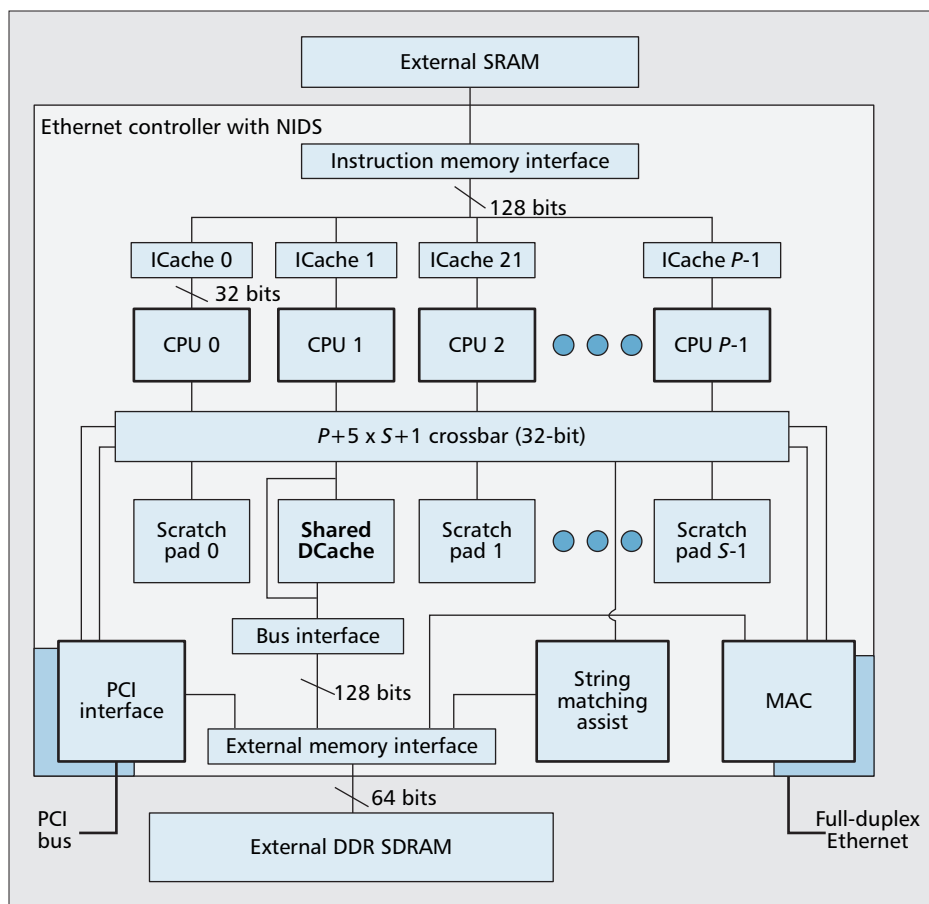 External SRAM
Ethernet controller with NIDS
Instruction memory interface
128 bits
ICache 0
ICache 1
ICache 21
ICache P-1
32 bits
CPU 0
CPU 1
CPU 2
CPU P-1
P+5 x S+1 crossbar (32-bit)
Scratch
pad 0
Shared
DCache
Scratch
pad 1
Scratch
pad S-1
Bus interface
PCI
interface
128 bits
String
matching
assist
MAC
External memory interface
64 bits
PCI
bus
External DDR SDRAM
Full-duplex
Ethernet